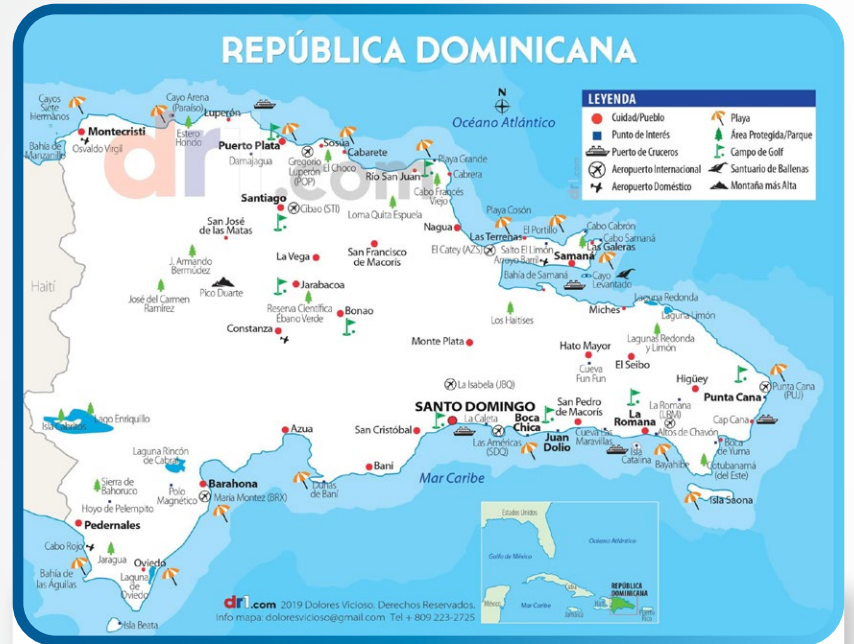 REPÚBLICA DOMINICANA
N
Océano Atlántico
LEYENDA
Cuidad/Pueblo
Punto de Interés
Puerto de Cruceros
Aeropuerto Internacional
Aeropuerto Doméstico
Playa
Área Protegida/Parque
Campo de Golf
Santuario de Ballenas
Montaña más Alta
Cayos
Siete
Hermanos
Cayo Arena
(Paraíso)
Luperón
Montecristi
Osvaldo Virgil
Bahía de
Manzanillo
Estero
Hondo
Puerto Plata
Damajagua
Gregorio
Luperón
(POP)
Sosúa
Cabarete
El Choco
Río San Juan
Playa Grande
Cabrera
Cabo Francés
Viejo
dr1.com
Santiago
Cibao (STI)
Loma Quita Espuela
San José
de las Matas
Nagua
Playa Cosón
Las Terrenas
El Portillo
Cabo Cabrón
Cabo Samaná
Las Galeras
El Catey (AZS)
Salto El Limón
Arroyo Barril
Samaná
Bahía de Samaná
Cayo
Levantado
La Vega
San Francisco
de Macorís
J. Armando
Bermúdez
Haití
José del Carmen
Ramírez
Pico Duarte
Jarabacoa
Reserva Científica
Ébano Verde
Bonao
Constanza
Los Haitises
Miches
Laguna Redonda
Laguna Limón
Lagunas Redonda
y Limón
Monte Plata
Hato Mayor
Cueva
Fun Fun
El Seibo
Higüey
Punta Cana
Punta Cana
(PUJ)
La Isabela (JBQ)
SANTO DOMINGO
La Caleta
Boca
Chica
San Pedro
de Macorís
La
Romana
La Romana
(LRM)
Cap Cana
Lago Enriquillo
Isla Cabritos
Azua
San Cristóbal
Las Américas
(SDQ)
Juan
Dolio
Cueva Las
Maravillas
Isla
Catalina
Altos de Chavón
Bayahibe
Boca
de Yuma
Cotubanamá
(del Este)
Laguna Rincón
de Cabral
Baní
Mar Caribe
Isla Saona
Sierra de
Bahoruco
Barahona
Polo
Magnético
María Montez (BRX)
Dunas
de Baní
Hoyo de Pelempito
Pedernales
Cabo Rojo
Jaragua
Oviedo
Bahía de
las Águilas
Laguna
de
Oviedo
Isla Beata
Estados Unidos
Océano Atlántico
Golfo de México
Cuba
REPÚBLICA
DOMINICANA
México
Mar Caribe
Jamaica
Haití
Puerto
Rico
dr1.com 2019 Dolores Vicioso. Derechos Reservados.
Info mapa: doloresvicioso@gmail.com Tel + 809 223-2725